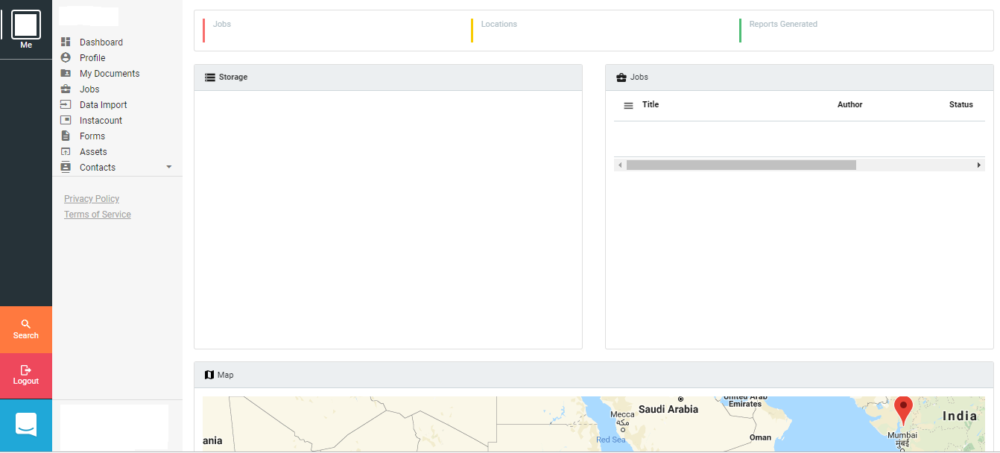 Me
Dashboard
Profile
My Documents
Jobs
Data Import
Instacount
Forms
Assets
Contacts
Privacy Policy
Terms of Service
Search
Logout
Jobs
Locations
Reports Generated
Storage
Jobs
Title Author Status
Map
United Arab
Emirates
Saudi Arabia
Mecca
مكة
Red Sea
Oman
India
Mumbai
मुंबई
ania